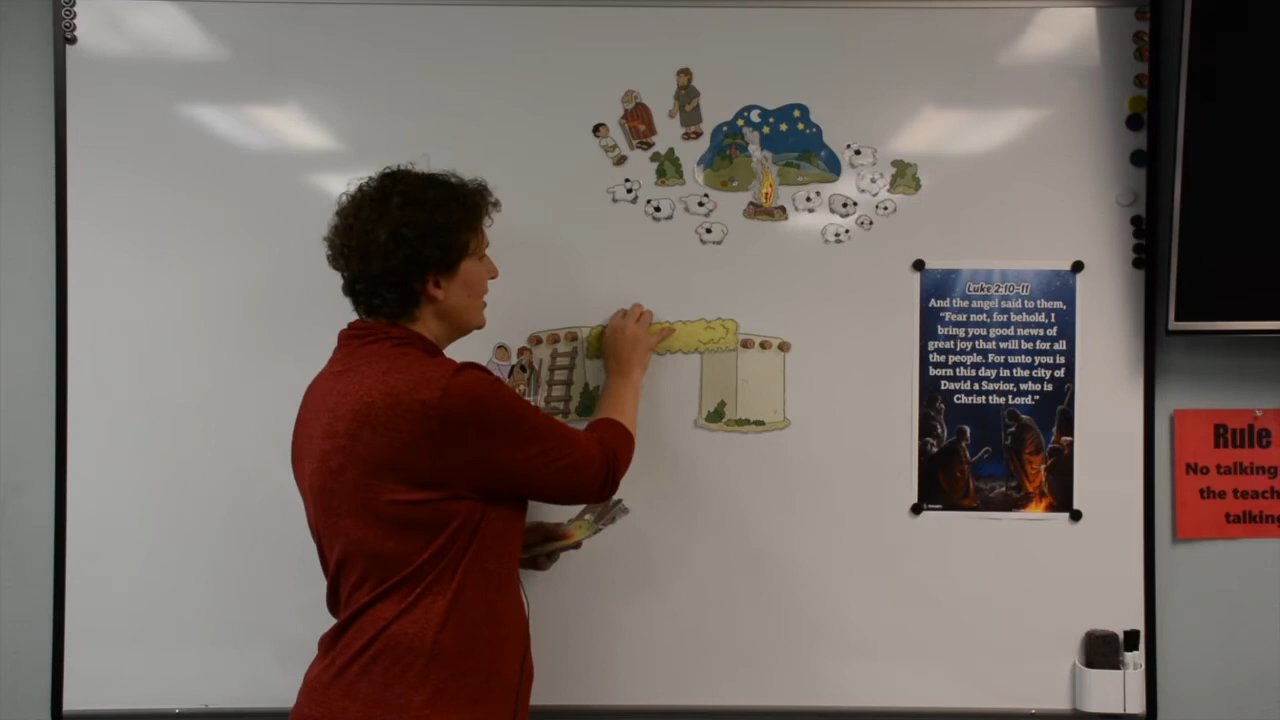 Luke 2:10-11
And the angel said to them,
"Fear not, for behold, I
bring you good news of
great joy that will be for all
the people. For unto you is
born this day in the city of
David a Savior, who is
Christ the Lord."
Rule
No talking
the teach
talking